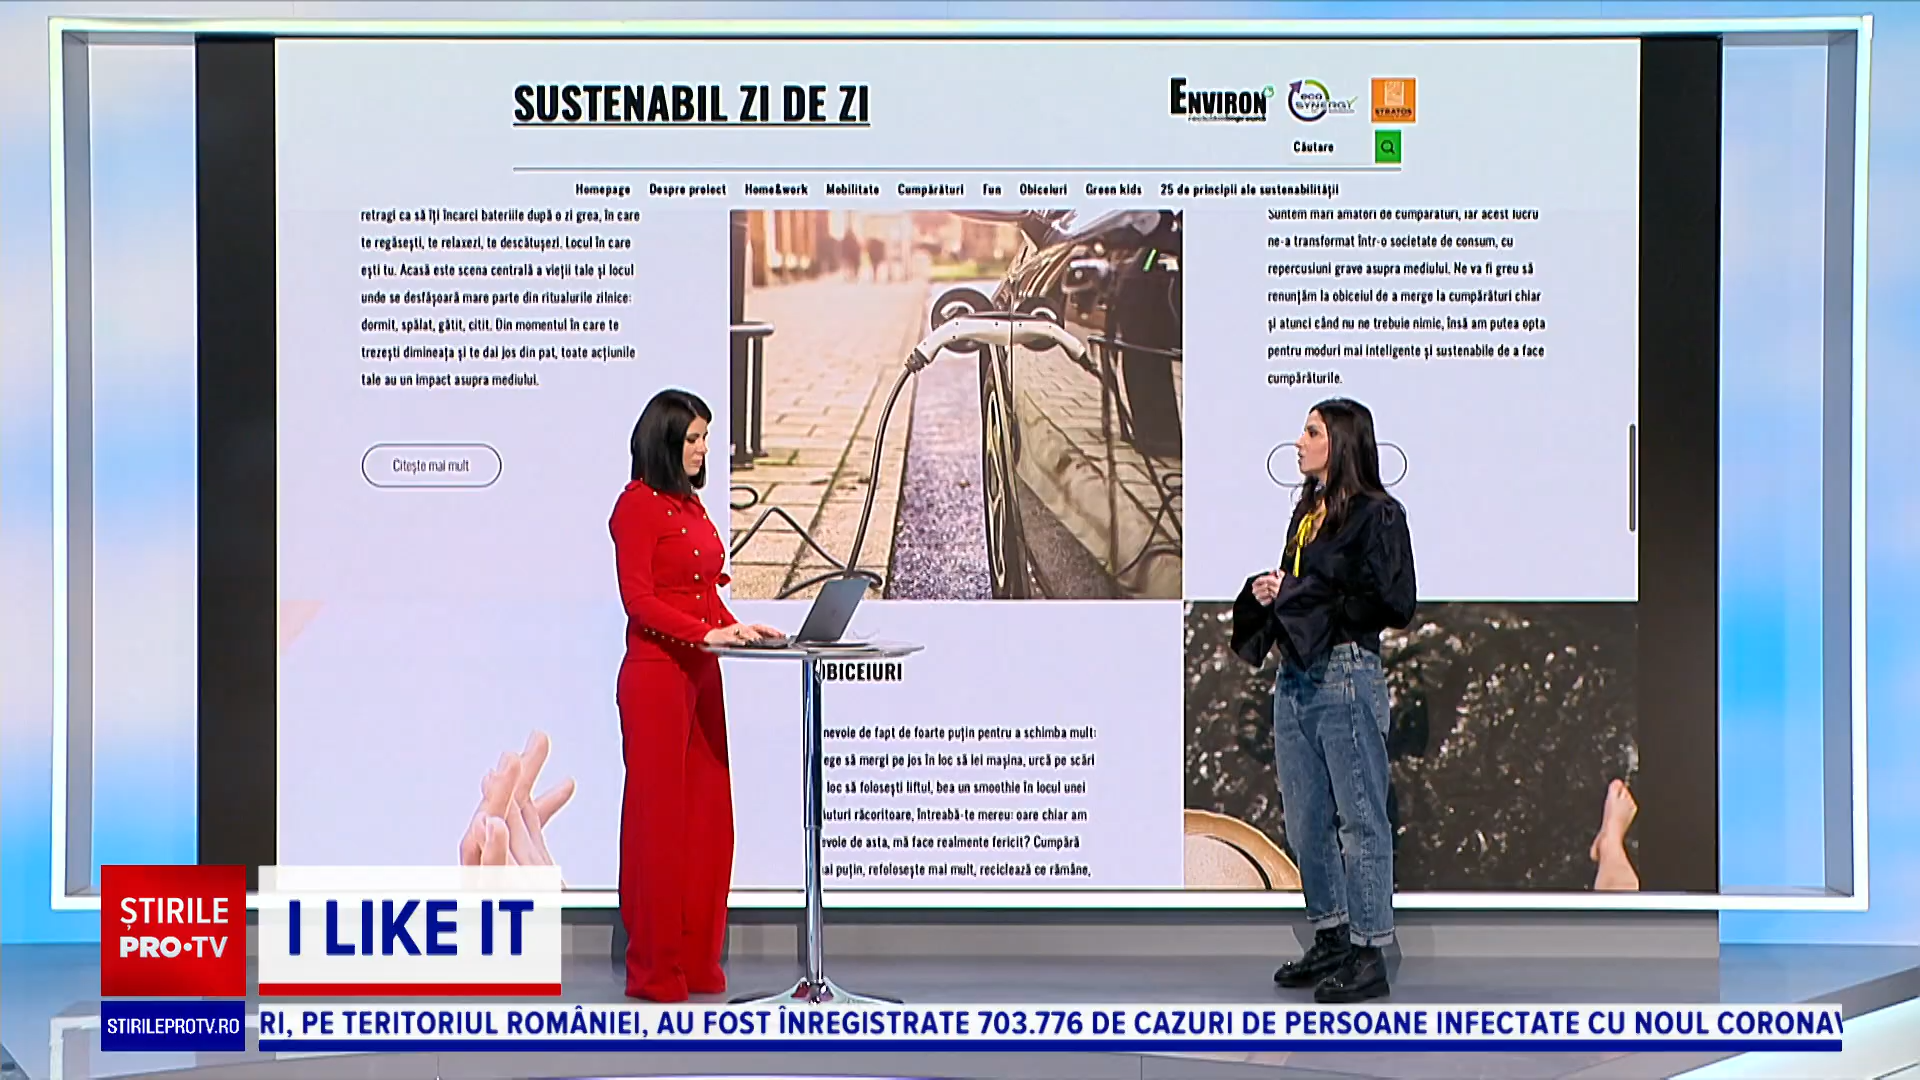 SUSTENABIL ZI DE ZI
ENVIRON
eco
SYNERGY
STRATOS
Căutare
Homepage Despre proiect Home&work Mobilitate Cumpărături Fun Obiceiuri Green kids 25 de principii ale sustenabilității
retragi ca să îți încarci bateriile după o zi grea, în care
te regăsești, te relaxezi, te descătușezi. Locul în care
ești tu. Acasă este scena centrală a vieții tale și locul
unde se desfășoară mare parte din ritualurile zilnice:
dormit, spălat, gătit, citit. Din momentul în care te
trezești dimineața și te dai jos din pat, toate acțiunile
tale au un impact asupra mediului.
Citește mai mult
Suntem mari amatori de cumpărături, iar acest lucru
ne-a transformat într-o societate de consum, cu
repercusiuni grave asupra mediului. Ne va fi greu să
renunțăm la obiceiul de a merge la cumpărături chiar
și atunci când nu ne trebuie nimic, însă am putea opta
pentru moduri mai inteligente și sustenabile de a face
cumpărăturile.
OBICEIURI
nevoie de fapt de foarte puțin pentru a schimba mult:
ege să mergi pe jos în loc să iei mașina, urcă pe scări
loc să folosești liftul, bea un smoothie în locul unei
uturi răcoritoare, întreabă-te mereu: oare chiar am
evoie de asta, mă face realmente fericit? Cumpără
ai puțin, refolosește mai mult, reciclează ce rămâne,
ȘTIRILE
PRO•TV
I LIKE IT
STIRILEPROTV.RO
RI, PE TERITORIUL ROMÂNIEI, AU FOST ÎNREGISTRATE 703.776 DE CAZURI DE PERSOANE INFECTATE CU NOUL CORONAV